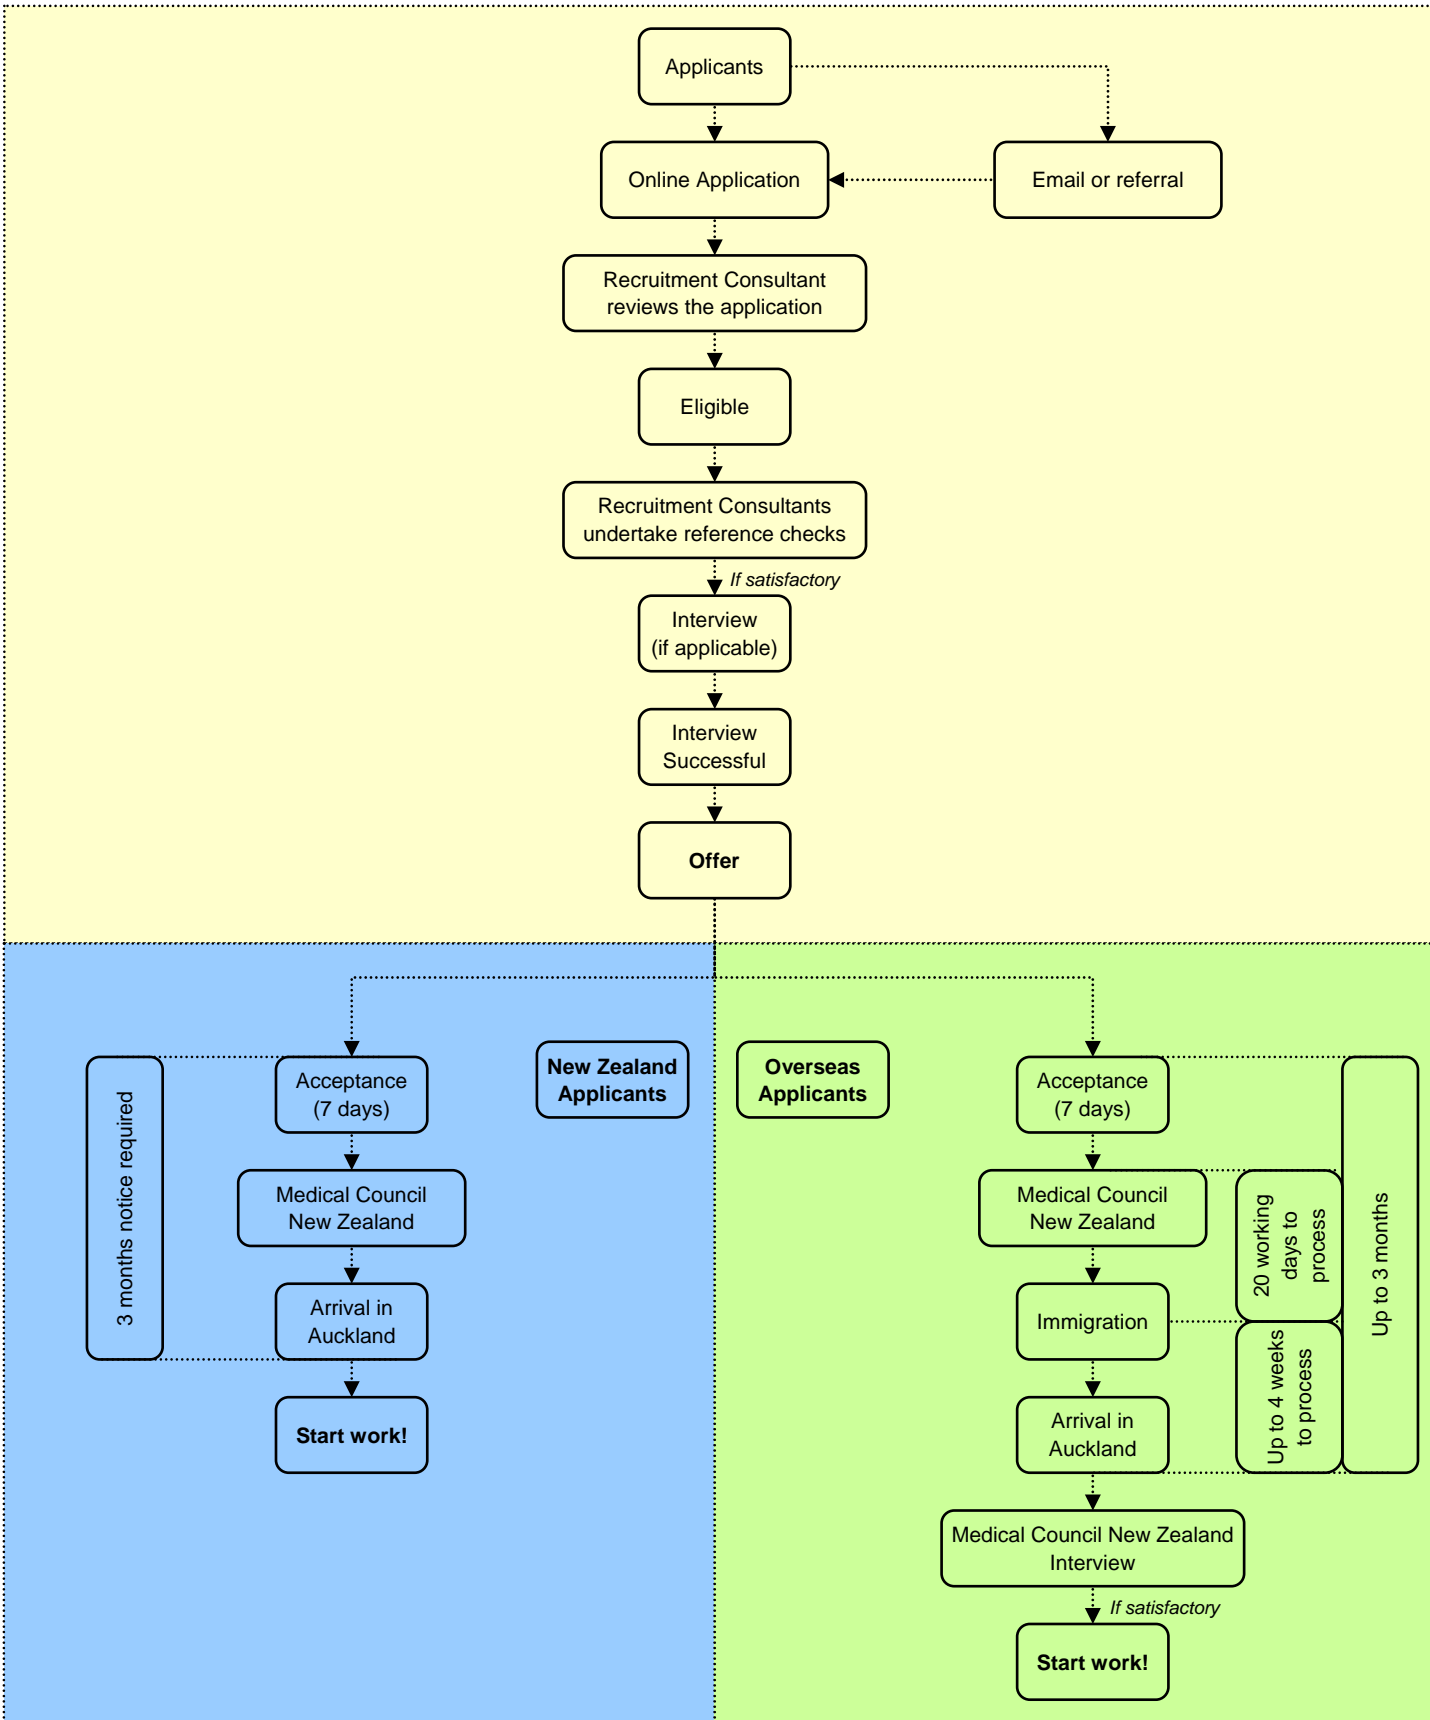 Applicants
Online Application
Email or referral
Recruitment Consultant
reviews the application
Eligible
Recruitment Consultants
undertake reference checks
If satisfactory
Interview
(if applicable)
Interview
Successful
Offer
New Zealand
Applicants
Overseas
Applicants
3 months notice required
Acceptance
(7 days)
Medical Council
New Zealand
Arrival in
Auckland
Start work!
Acceptance
(7 days)
Medical Council
New Zealand
Immigration
Arrival in
Auckland
20 working
days to
process
Up to 4 weeks
to process
Up to 3 months
Medical Council New Zealand
Interview
If satisfactory
Start work!